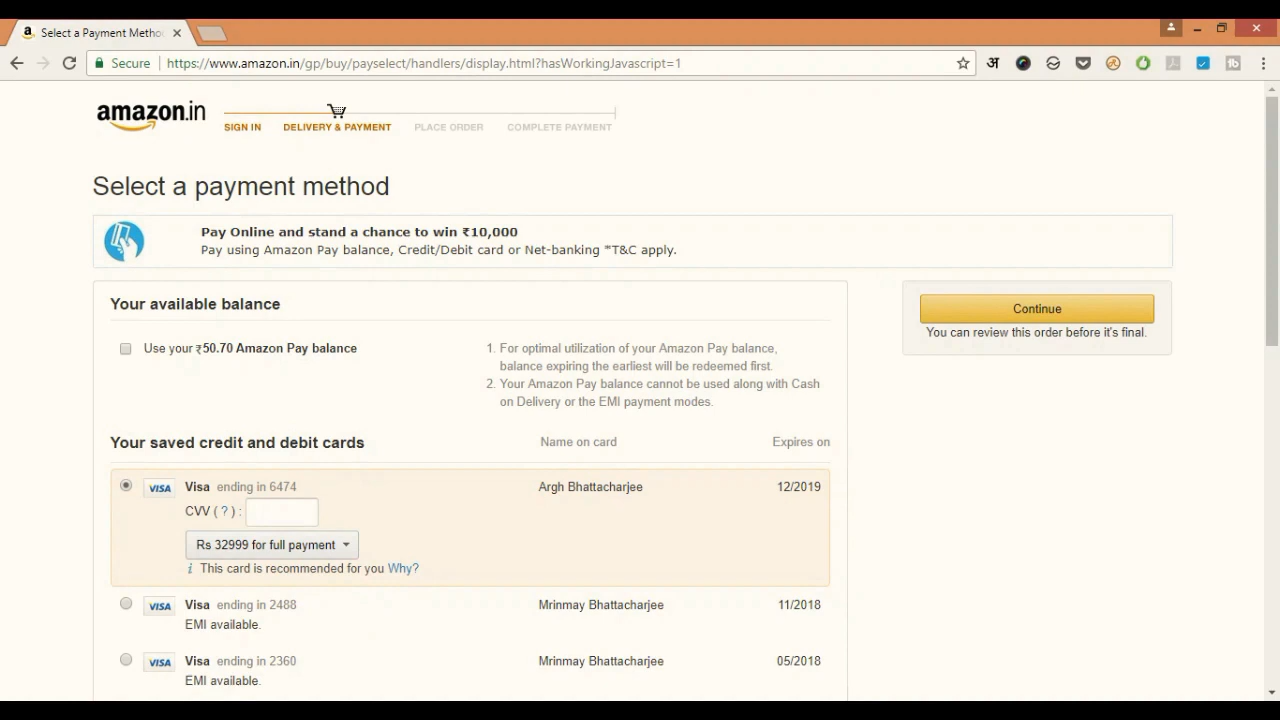 Select a Payment Metho
Secure https://www.amazon.in/gp/buy/payselect/handlers/display.html?hasWorkingJavascript=1
अ
amazon.in
SIGN IN DELIVERY & PAYMENT PLACE ORDER COMPLETE PAYMENT
Select a payment method
Pay Online and stand a chance to win ₹10,000
Pay using Amazon Pay balance, Credit/Debit card or Net-banking *T&C apply.
Your available balance
Continue
You can review this order before it's final.
Use your ₹50.70 Amazon Pay balance
1. For optimal utilization of your Amazon Pay balance,
balance expiring the earliest will be redeemed first.
2. Your Amazon Pay balance cannot be used along with Cash
on Delivery or the EMI payment modes.
Your saved credit and debit cards Name on card Expires on
VISA Visa ending in 6474 Argh Bhattacharjee 12/2019
CVV ( ? ) :
Rs 32999 for full payment
i This card is recommended for you Why?
VISA Visa ending in 2488 Mrinmay Bhattacharjee 11/2018
EMI available.
VISA Visa ending in 2360 Mrinmay Bhattacharjee 05/2018
EMI available.